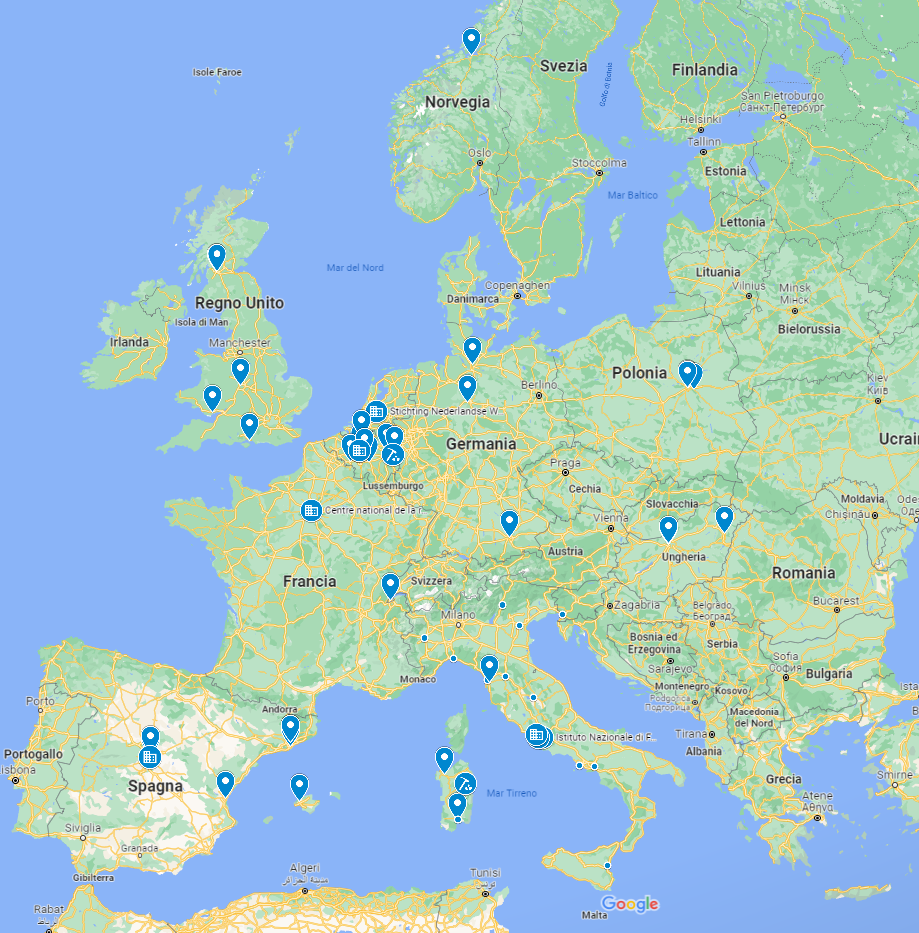 Isole Faroe
Svezia
Finlandia
Norvegia
Golfo di Botnia
San Pietroburgo
Санкт-Петербург
Helsinki
Tallinn
Oslo
Stoccolma
Estonia
Mar Baltico
Lettonia
Mar del Nord
Lituania
Vilnius
Minsk
Мінск
Copenaghen
Danimarca
Regno Unito
Isola di Man
Irlanda
Manchester
Bielorussia
Polonia
Berlino
Kiev
Київ
Stichting Nederlandse W...
Germania
Ucrai
Praga
Cechia
Lussemburgo
Slovacchia
Moldavia
Chișinău
Centre national de la r
Vienna
Austria
Ungheria
Francia
Svizzera
Romania
Milano
Zagabria
Belgrado
Београд
Bucarest
Bosnia ed
Erzegovina
Serbia
Sarajevo
Sofia
София
Bulgaria
Monaco
Montenegro
Kosovo
Podgorica
Подгорица
Andorra
Porto
Macedonia
del Nord
Tirana
Albania
Istituto Nazionale di F...
Portogallo
isbona
Spagna
Mar Tirreno
Grecia
Smirne
Atene
Αθήνα
Siviglia
Granada
Gibilterra
Algeri
مدينة الجزائر
Tunisi
تونس
Rabat
Malta
Google